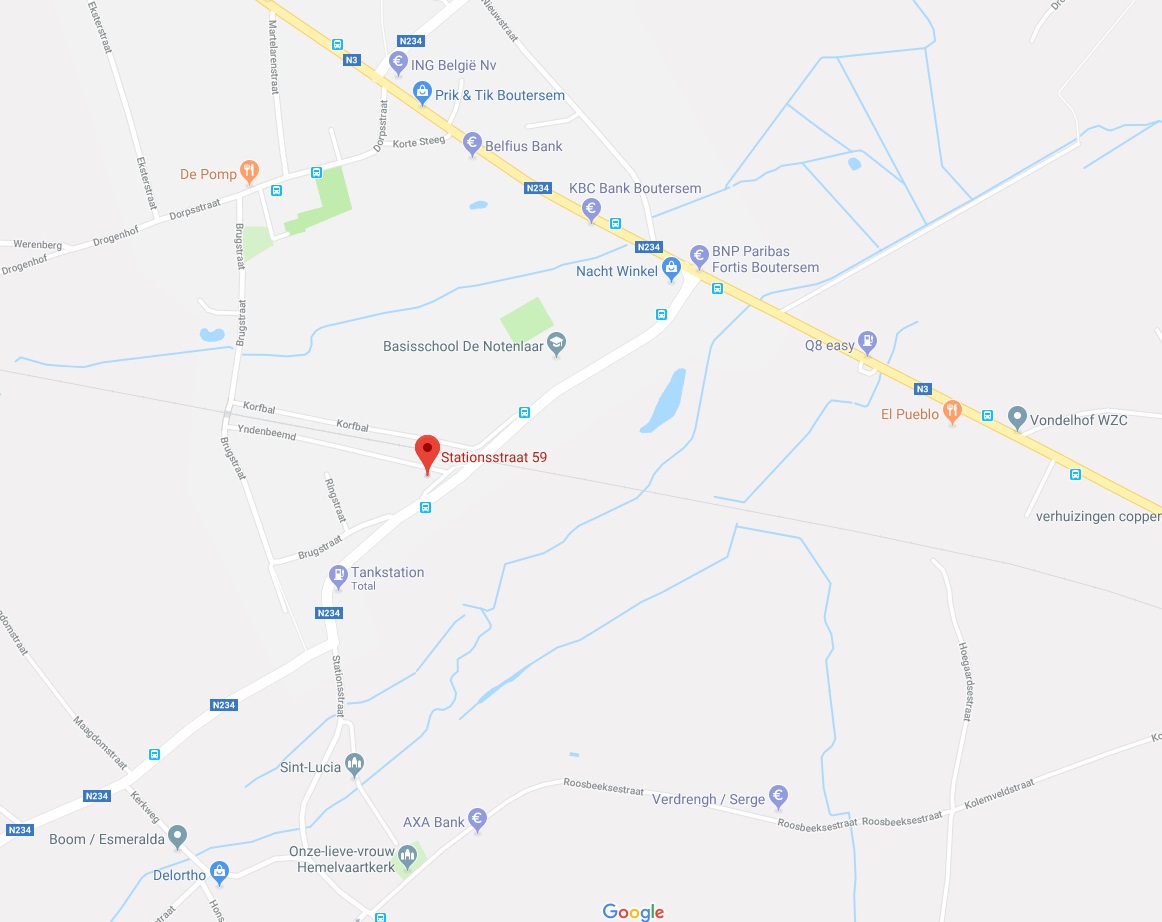 Eksterstraat
Martelarenstraat
N234
Nieuwstraat
N3
ING België Nv
Prik & Tik Boutersem
Dorpsstraat
Korte Steeg
Belfius Bank
Eksterstraat
De Pomp
N234
KBC Bank Boutersem
Dorpsstraat
Drogenhof
Werenberg
Drogenhof
Brugstraat
N234
BNP Paribas
Fortis Boutersem
Nacht Winkel
Brugstraat
Basisschool De Notenlaar
Q8 easy
N3
El Pueblo
Vondelhof WZC
Korfbal
Korfbal
Yndenbeemd
Brugstraat
Stationsstraat 59
Ringstraat
verhuizingen copper
Brugstraat
Tankstation
Total
N234
Hoegaardsestraat
Stationsstraat
N234
Maagdomstraat
Sint-Lucia
Roosbeeksestraat
Verdrengh / Serge
Kolemveldstraat
N234
Kerkweg
AXA Bank
Roosbeeksestraat
Roosbeeksestraat
N234
Boom / Esmeralda
Onze-lieve-vrouw
Hemelvaartkerk
Delortho
Google